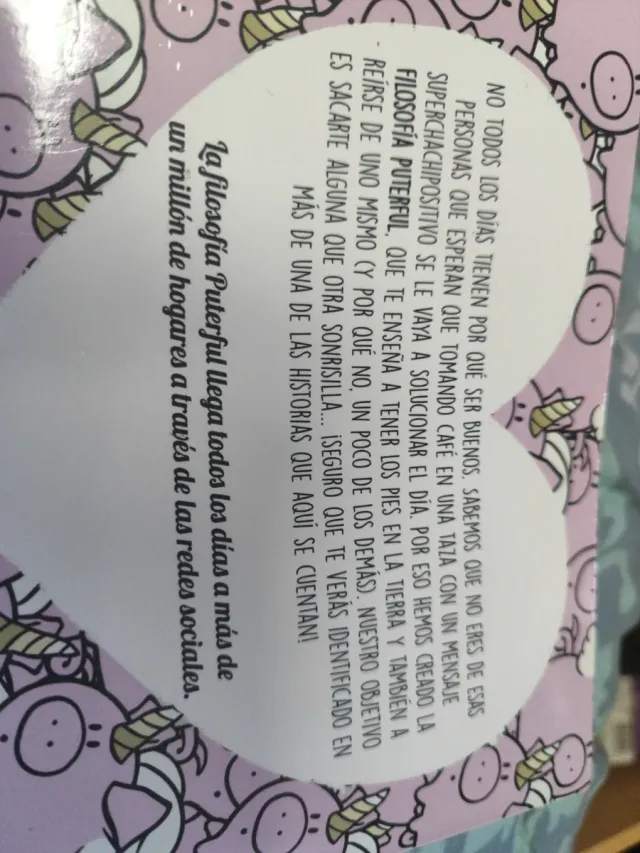 NO TODOS LOS DÍAS TIENEN POR QUÉ SER BUENOS. SABEMOS QUE NO ERES DE ESAS
PERSONAS QUE ESPERAN QUE TOMANDO CAFÉ EN UNA TAZA CON UN MENSAJE
SUPERCHACHIPOSITIVO SE LE VAYA A SOLUCIONAR EL DÍA. POR ESO HEMOS CREADO LA
FILOSOFÍA PUTERFUL, QUE TE ENSEÑA A TENER LOS PIES EN LA TIERRA Y TAMBIÉN A
REÍRSE DE UNO MISMO (Y POR QUÉ NO, UN POCO DE LOS DEMÁS). NUESTRO OBJETIVO
ES SACARTE ALGUNA QUE OTRA SONRISILLA... ¡SEGURO QUE TE VERÁS IDENTIFICADO EN
MÁS DE UNA DE LAS HISTORIAS QUE AQUÍ SE CUENTAN!
La filosofía Puterful llega todos los días a más de
un millón de hogares a través de las redes sociales.